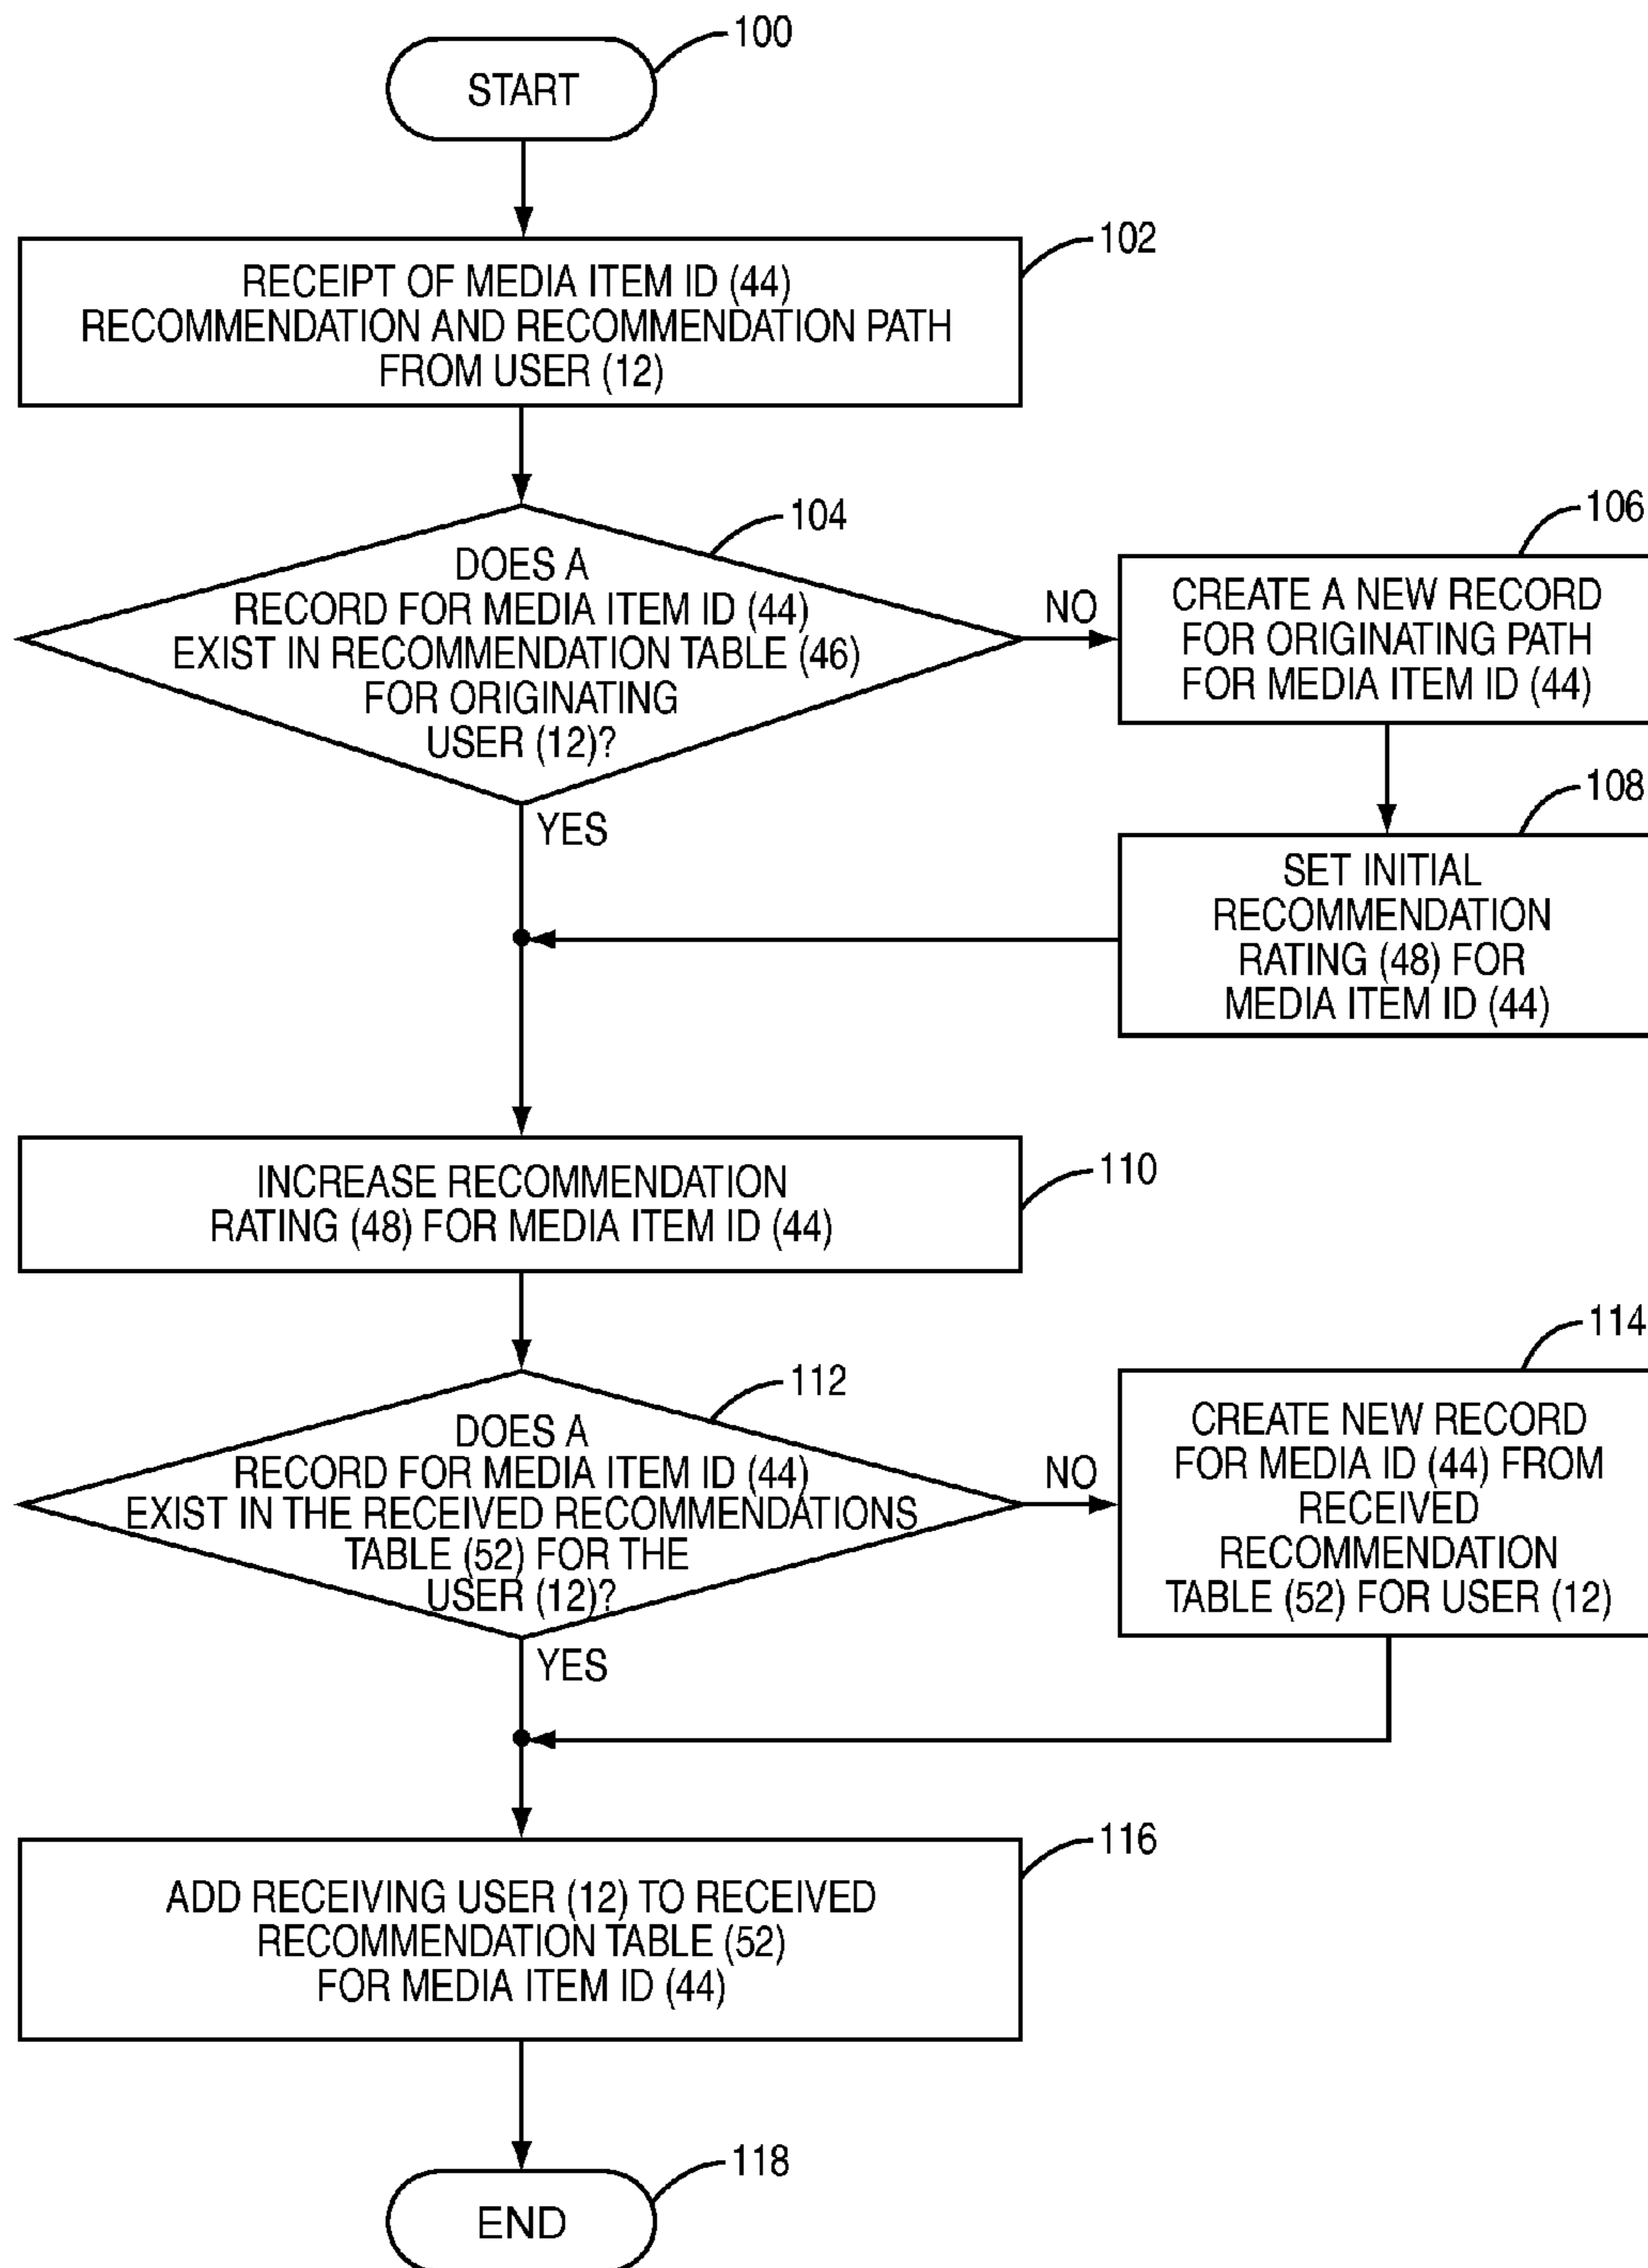 100
START
102
RECEIPT OF MEDIA ITEM ID (44)
RECOMMENDATION AND RECOMMENDATION PATH
FROM USER (12)
104
DOES A
RECORD FOR MEDIA ITEM ID (44)
EXIST IN RECOMMENDATION TABLE (46)
FOR ORIGINATING
USER (12)?
NO
106
CREATE A NEW RECORD
FOR ORIGINATING PATH
FOR MEDIA ITEM ID (44)
YES
108
SET INITIAL
RECOMMENDATION
RATING (48) FOR
MEDIA ITEM ID (44)
110
INCREASE RECOMMENDATION
RATING (48) FOR MEDIA ITEM ID (44)
112
DOES A
RECORD FOR MEDIA ITEM ID (44)
EXIST IN THE RECEIVED RECOMMENDATIONS
TABLE (52) FOR THE
USER (12)?
NO
114
CREATE NEW RECORD
FOR MEDIA ID (44) FROM
RECEIVED
RECOMMENDATION
TABLE (52) FOR USER (12)
YES
116
ADD RECEIVING USER (12) TO RECEIVED
RECOMMENDATION TABLE (52)
FOR MEDIA ITEM ID (44)
118
END